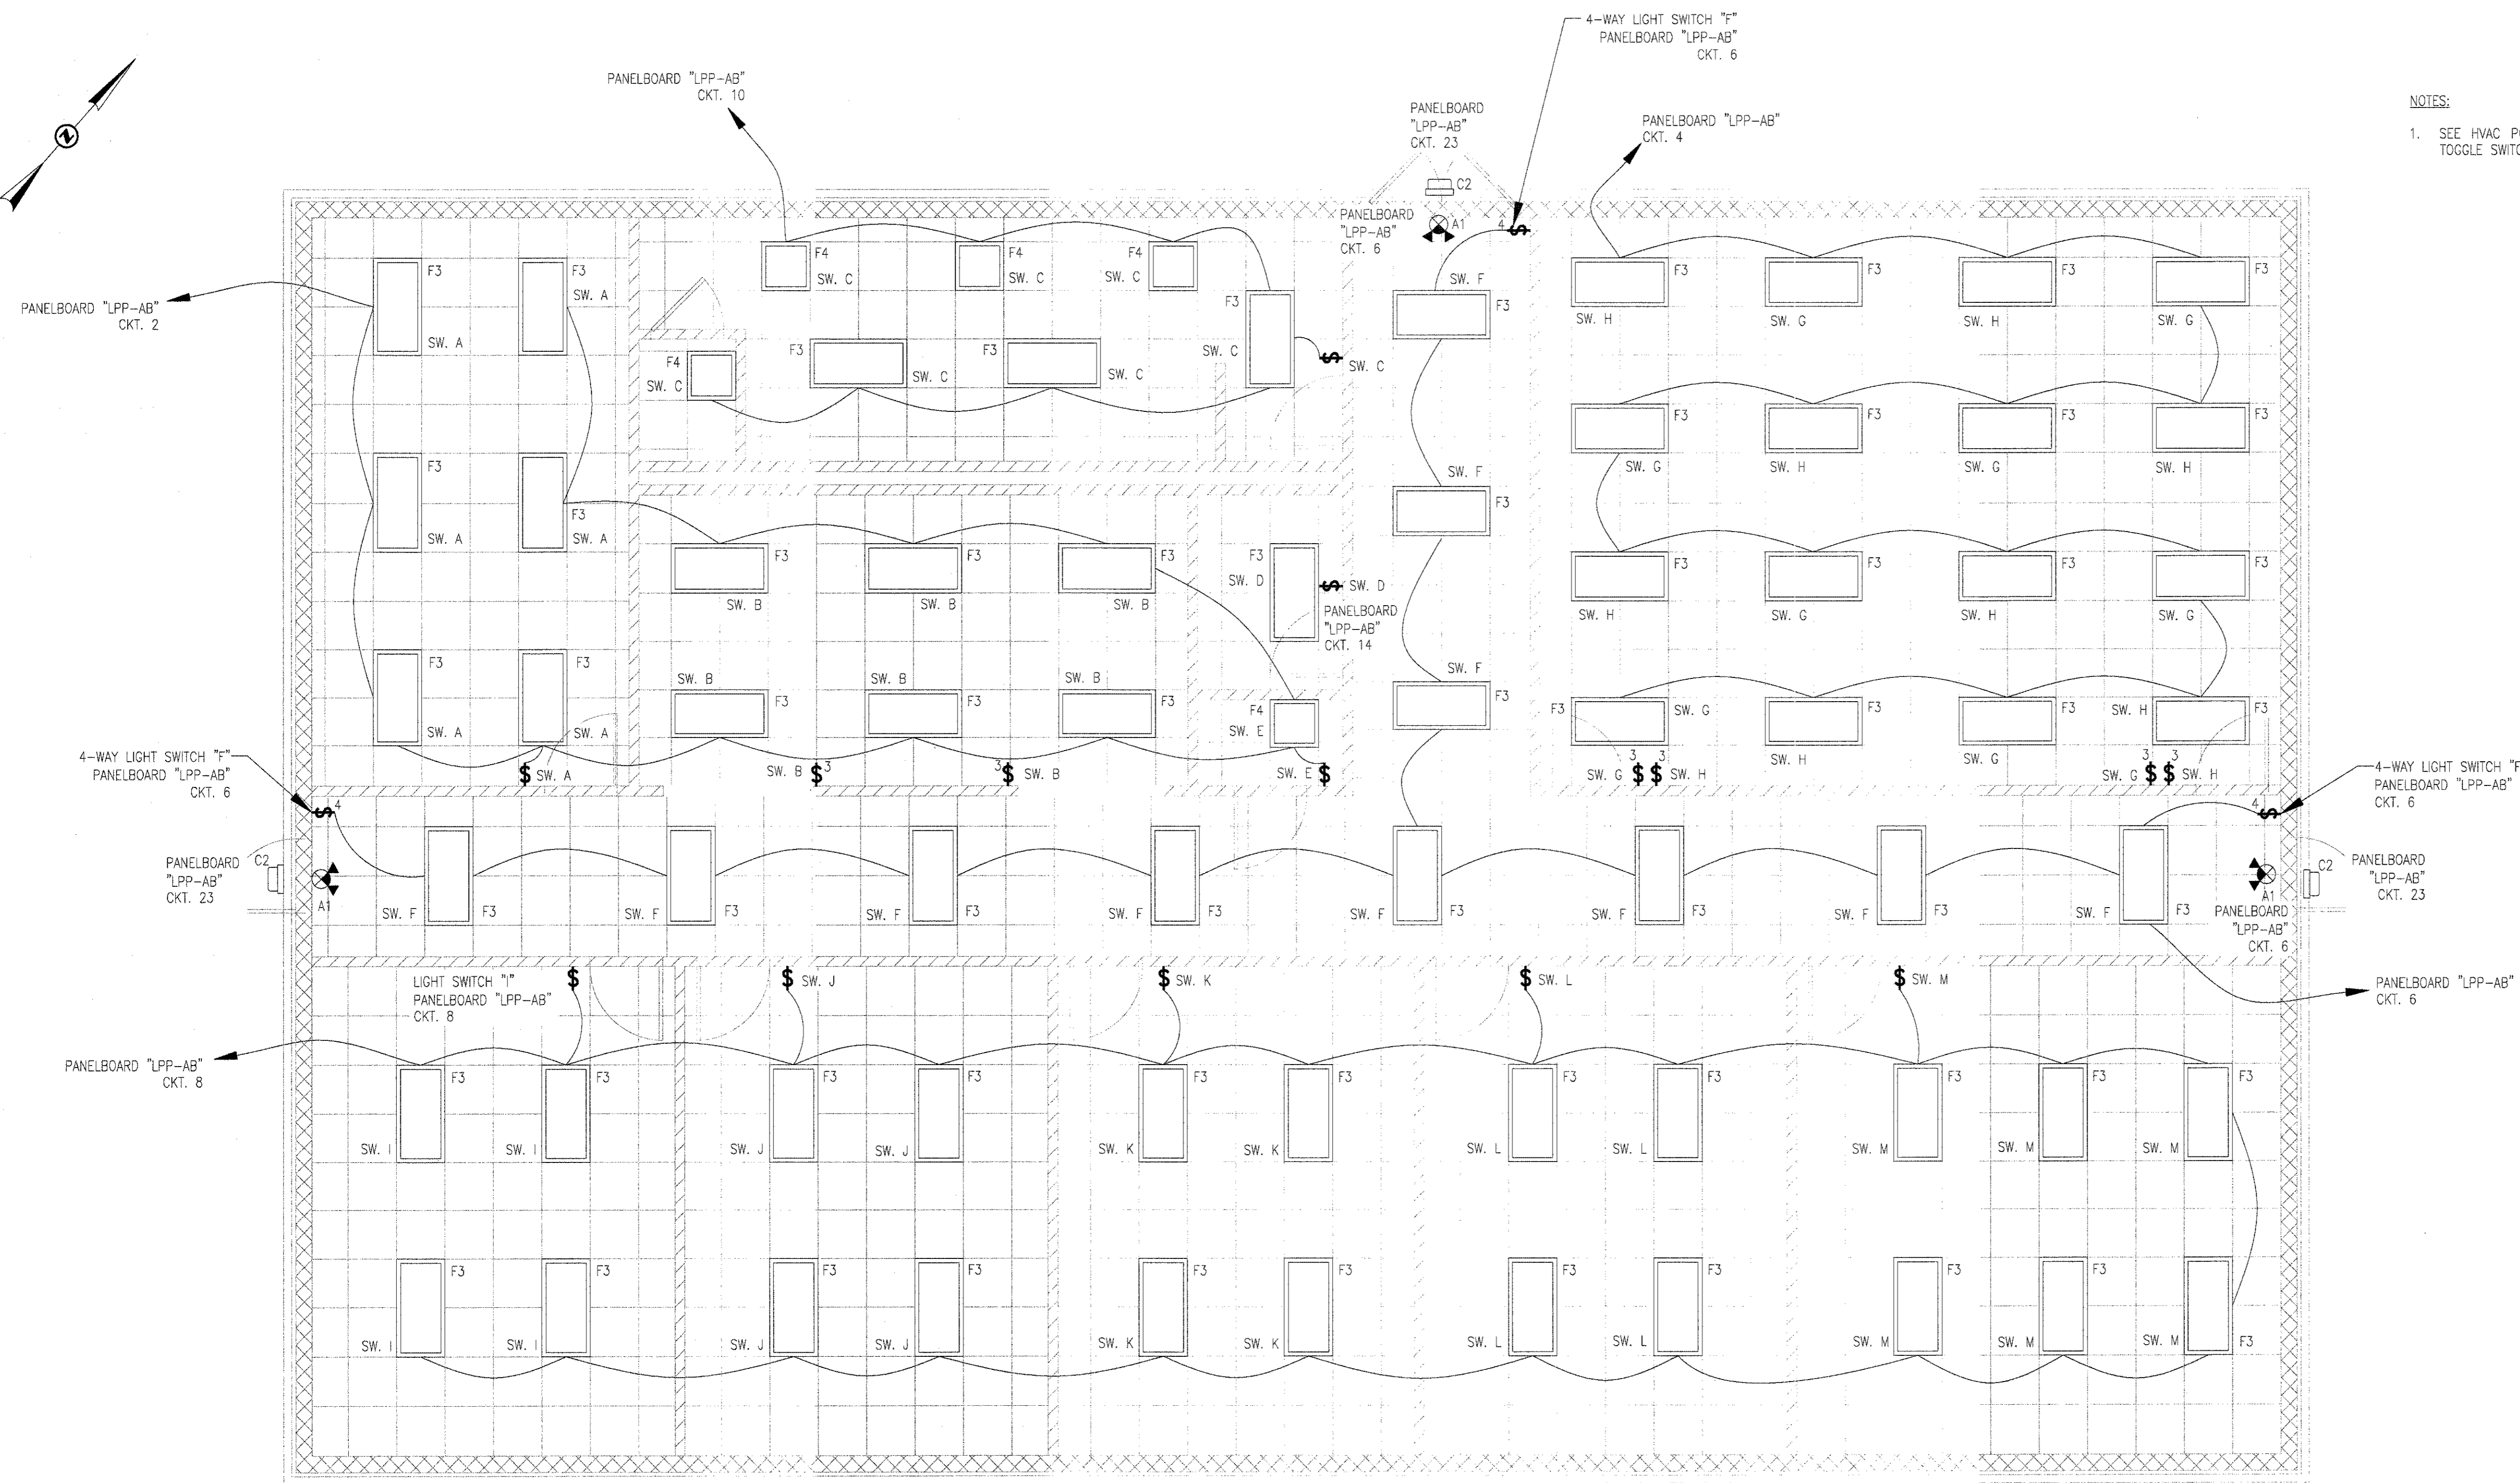 4-WAY LIGHT SWITCH "F"
PANELBOARD "LPP-AB"
CKT. 6
PANELBOARD "LPP-AB"
CKT. 10
PANELBOARD
"LPP-AB"
CKT. 23
PANELBOARD "LPP-AB"
CKT. 4
NOTES:
1. SEE HVAC
TOGGLE
N
C2
PANELBOARD
"LPP-AB"
CKT. 6
A1
4
$
F4
SW. C
F4
SW. C
F4
SW. C
F3
F3
SW. A
SW. A
PANELBOARD "LPP-AB"
CKT. 2
SW. F
F3
F3
F3
F3
F3
F3
SW. H
SW. G
SW. H
SW. G
F4
SW. C
F3
SW. C
F3
SW. C
SW. C
$
SW. C
F3
F3
F3
F3
SW. G
SW. H
SW. G
SW. H
F3
SW. A
F3
SW. A
SW. F
F3
F3
SW. B
F3
SW. B
F3
SW. B
F3
SW. D
$ SW. D
PANELBOARD
"LPP-AB"
CKT. 14
F3
F3
F3
F3
SW. H
SW. G
SW. H
SW. G
F3
SW. A
F3
SW. A
SW. B
F3
SW. B
F3
SW. B
F3
F4
SW. E
SW. F
F3
F3
SW. G
F3
SW. H
F3
SW. G
SW. H
F3
4-WAY LIGHT SWITCH "F"
PANELBOARD "LPP-AB"
CKT. 6
4
$
$ SW. A
SW. B $ 3
3 $ SW. B
SW. E $
3 3
SW. G $ $ SW. H
3 3
SW. G $ $ SW. H
4
$
4-WAY LIGHT SWITCH "F
PANELBOARD "LPP-AB"
CKT. 6
PANELBOARD
"LPP-AB"
CKT. 23
C2
A1
SW. F F3
SW. F F3
SW. F F3
SW. F F3
SW. F F3
SW. F F3
SW. F F3
SW. F F3
A1
PANELBOARD
"LPP-AB"
CKT. 6
C2
PANELBOARD
"LPP-AB"
CKT. 23
LIGHT SWITCH "I"
PANELBOARD "LPP-AB"
CKT. 8
$
$ SW. J
$ SW. K
$ SW. L
$ SW. M
PANELBOARD "LPP-AB"
CKT. 6
PANELBOARD "LPP-AB"
CKT. 8
F3 F3 F3 F3 F3 F3 F3 F3 F3 F3 F3
SW. I SW. I SW. J SW. J SW. K SW. K SW. L SW. L SW. M SW. M SW. M
F3 F3 F3 F3 F3 F3 F3 F3 F3 F3
SW. I SW. I SW. J SW. J SW. K SW. K SW. L SW. L SW. M SW. M SW. M F3